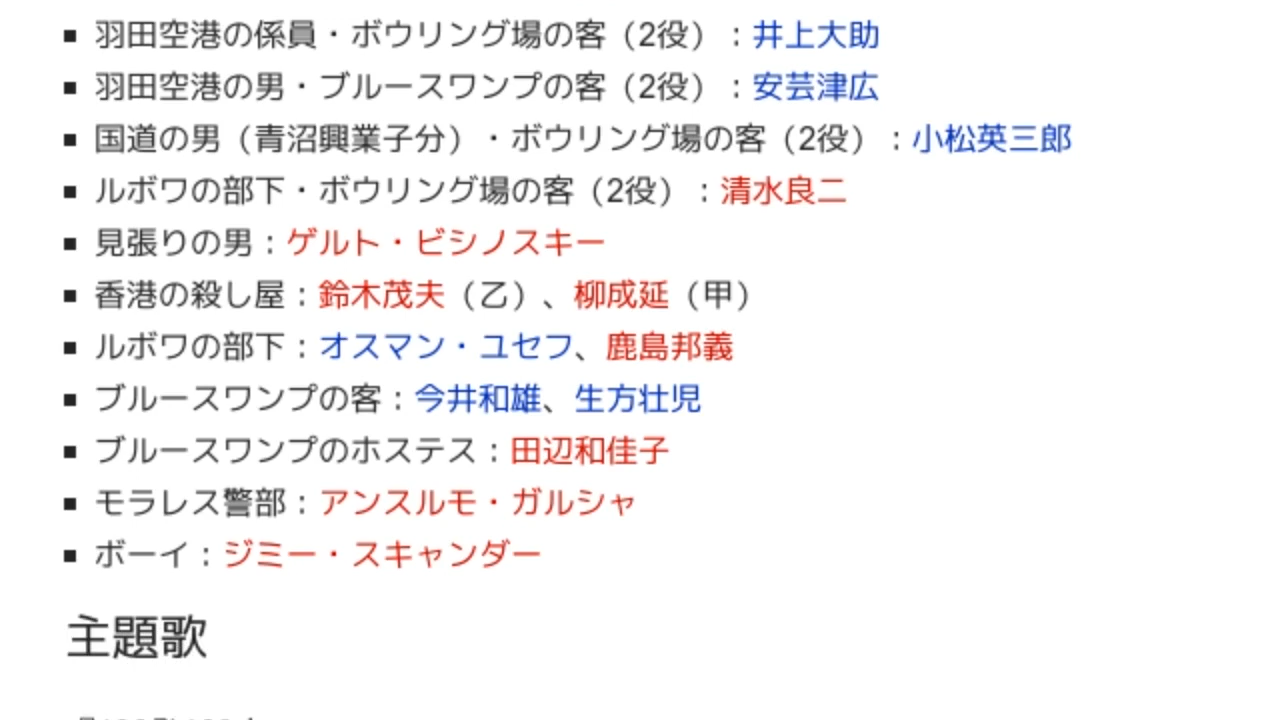 羽田空港の係員・ボウリング場の客（2役）：井上大助
羽田空港の男・ブルースワンプの客（2役）：安芸津広
国道の男（青沼興業子分）・ボウリング場の客（2役）：小松英三郎
ルボワの部下・ボウリング場の客（2役）：清水良二
見張りの男：ゲルト・ビシノスキー
香港の殺し屋：鈴木茂夫（乙）、柳成延（甲）
ルボワの部下：オスマン・ユセフ、鹿島邦義
ブルースワンプの客：今井和雄、生方壮児
ブルースワンプのホステス：田辺和佳子
モラレス警部：アンスルモ・ガルシャ
ボーイ：ジミー・スキャンダー
主題歌